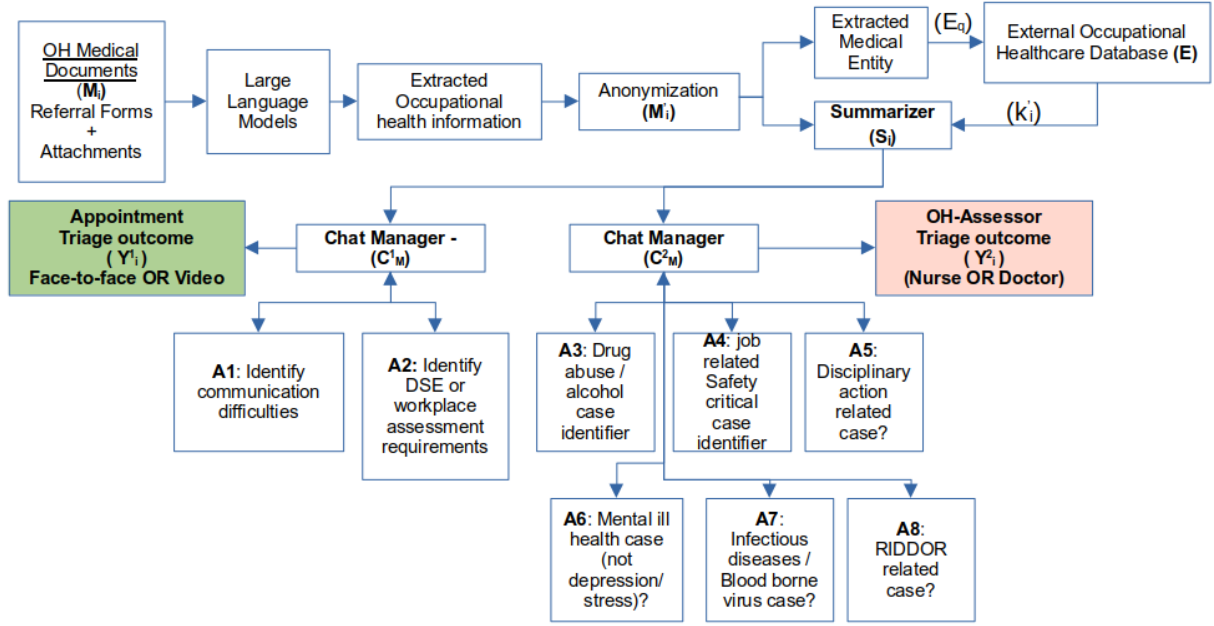 OH Medical
Documents
(Mᵢ)
Referral Forms
+
Attachments
Large
Language
Models
Extracted
Occupational
health information
Anonymization
(M'ᵢ)
Extracted
Medical
Entity
(E_q)
External Occupational
Healthcare Database (E)
Summarizer
(Sᵢ)
(k'ᵢ)
Appointment
Triage outcome
( Y¹ᵢ )
Face-to-face OR Video
Chat Manager -
(C¹_M)
Chat Manager
(C²_M)
OH-Assessor
Triage outcome
( Y²ᵢ )
(Nurse OR Doctor)
A1: Identify
communication
difficulties
A2: Identify
DSE or
workplace
assessment
requirements
A3: Drug
abuse /
alcohol
case
identifier
A4: job
related
Safety
critical
case
identifier
A5:
Disciplinary
action
related
case?
A6: Mental ill
health case
(not
depression/
stress)?
A7:
Infectious
diseases /
Blood borne
virus case?
A8:
RIDDOR
related
case?